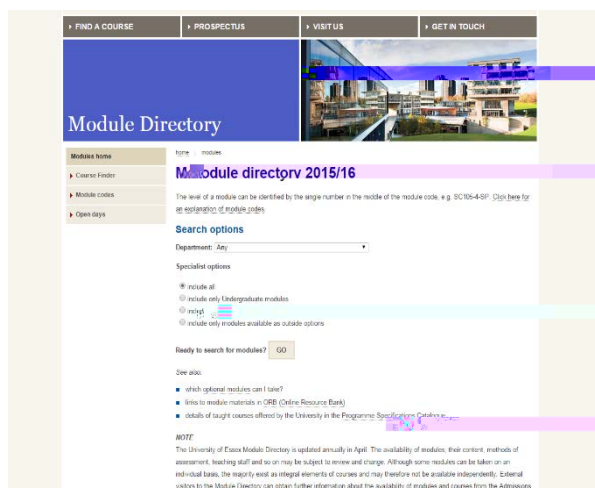 FIND A COURSE
PROSPECTUS
VISIT US
GET IN TOUCH
Module Directory
Modules home
Course Finder
Module codes
Open days
home modules
Module directory 2015/16
The level of a module can be identified by the single number in the middle of the module code, e.g. SC105-4-SP. Click here for
an explanation of module codes.
Search options
Department: Any
Specialist options
include all
include only Undergraduate modules
includ
include only modules available as outside options
Ready to search for modules? GO
See also:
which optional modules can I take?
links to module materials in ORB (Online Resource Bank)
details of taught courses offered by the University in the Programme Specifications Catalogue
NOTE
The University of Essex Module Directory is updated annually in April. The availability of modules, their content, methods of
assessment, teaching staff and so on may be subject to review and change. Although some modules can be taken on an
individual basis, the majority exist as integral elements of courses and may therefore not be available independently. External
visitors to the Module Directory can obtain further information about the availability of modules and courses from the Admissions